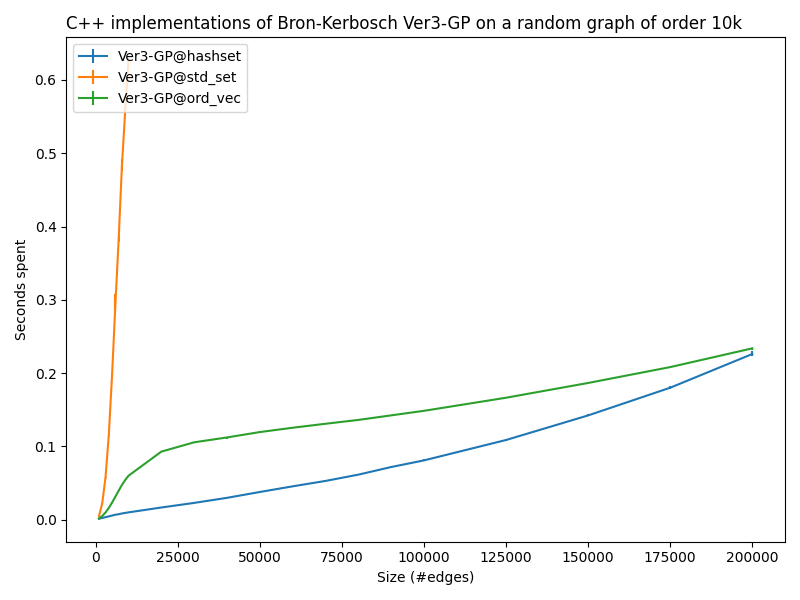 C++ implementations of Bron-Kerbosch Ver3-GP on a random graph of order 10k
Ver3-GP@hashset
Ver3-GP@std_set
Ver3-GP@ord_vec
Seconds spent
0.6
0.5
0.4
0.3
0.2
0.1
0.0
0 25000 50000 75000 100000 125000 150000 175000 200000
Size (#edges)